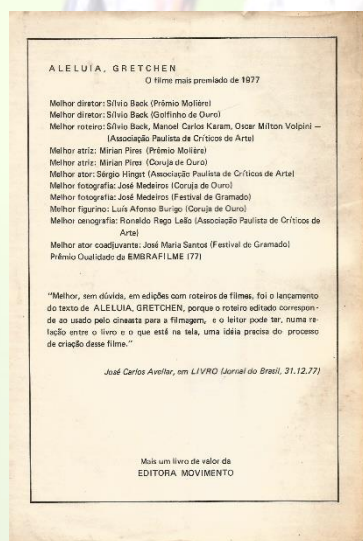 ALELUIA, GRETCHEN
O filme mais premiado de 1977
Melhor diretor: Sílvio Back (Prêmio Molière)
Melhor diretor: Sílvio Back (Golfinho de Ouro)
Melhor roteiro: Sílvio Back, Manoel Carlos Karam, Oscar Milton Volpini —
(Associação Paulista de Críticos de Arte)
Melhor atriz: Mirian Pires (Prêmio Molière)
Melhor atriz: Mirian Pires (Coruja de Ouro)
Melhor ator: Sérgio Hingst (Associação Paulista de Críticos de Arte)
Melhor fotografia: José Medeiros (Coruja de Ouro)
Melhor fotografia: José Medeiros (Festival de Gramado)
Melhor figurino: Luís Afonso Burigo (Coruja de Ouro)
Melhor cenografia: Ronaldo Rego Leão (Associação Paulista de Críticos de
Arte)
Melhor ator coadjuvante: José Maria Santos (Festival de Gramado)
Prêmio Qualidade da EMBRAFILME (77)
"Melhor, sem dúvida, em edições com roteiros de filmes, foi o lançamento
do texto de ALELUIA, GRETCHEN, porque o roteiro editado correspon-
de ao usado pelo cineasta para a filmagem, e o leitor pode ter, numa re-
lação entre o livro e o que está na tela, uma idéia precisa do processo
de criação desse filme."
José Carlos Avellar, em LIVRO (Jornal do Brasil, 31.12.77)
Mais um livro de valor da
EDITORA MOVIMENTO